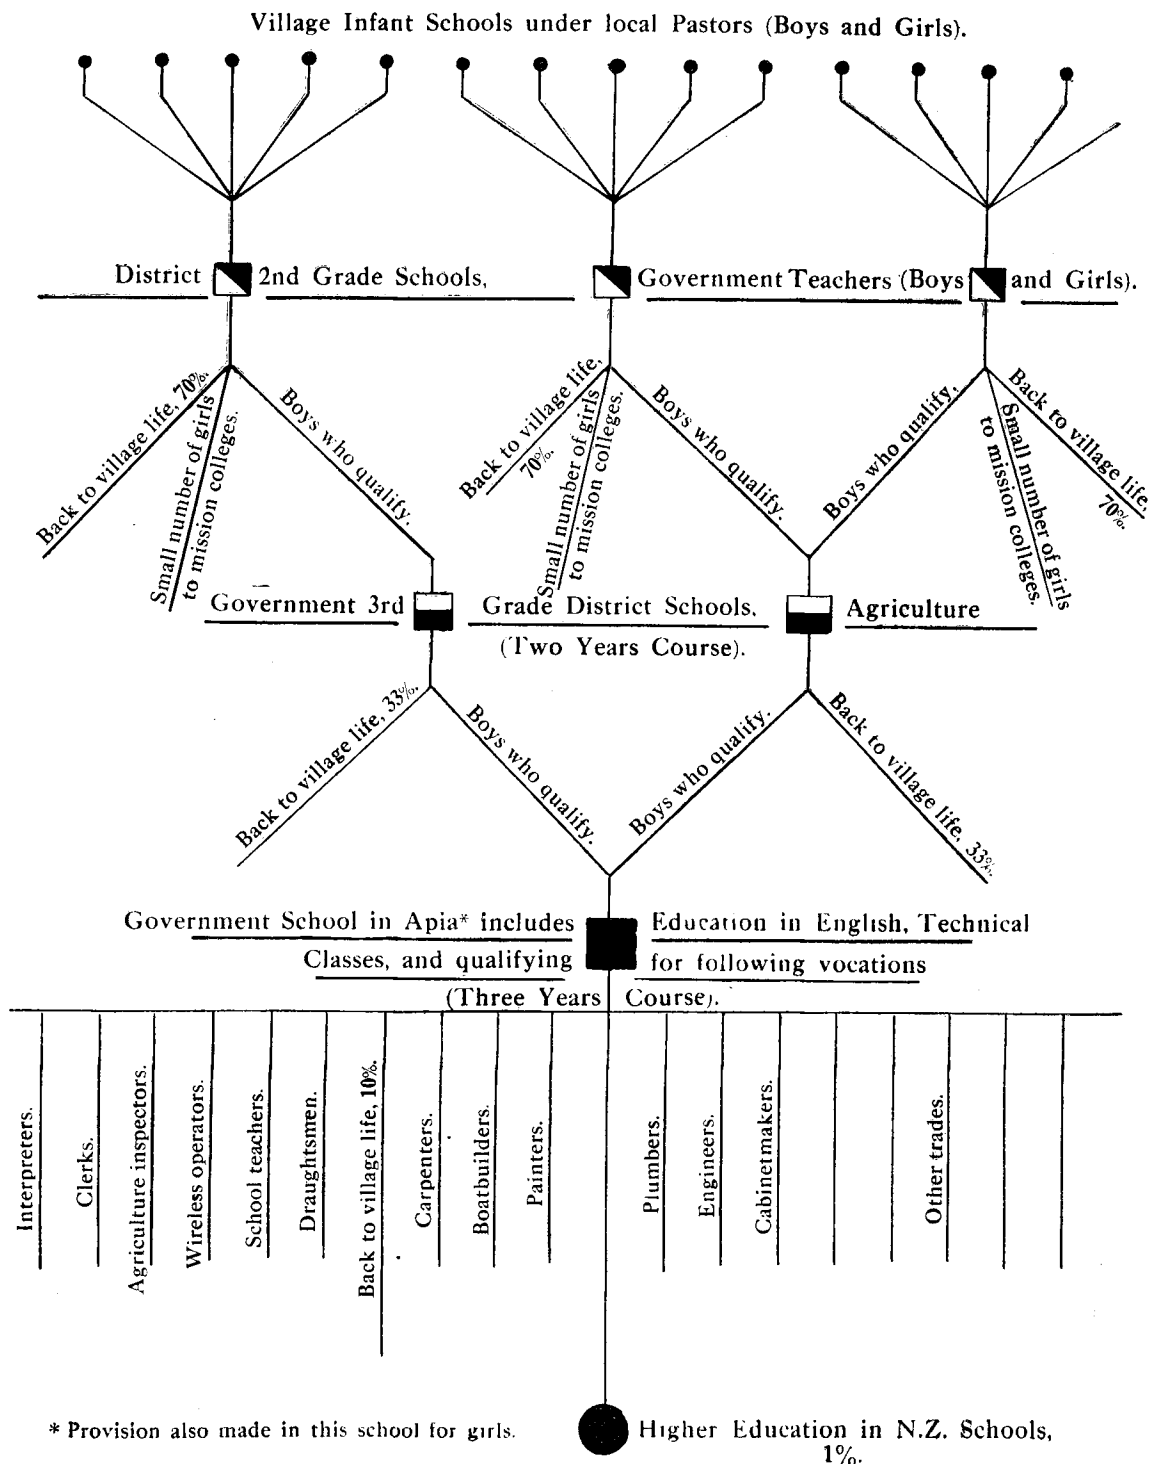 Village Infant Schools under local Pastors (Boys and Girls).
District 2nd Grade Schools, Government Teachers (Boys and Girls).
Back to village life, 70%.
Small number of girls
to mission colleges.
Boys who qualify.
Back to village life,
70%.
Small number of girls
to mission colleges.
Boys who qualify.
Boys who qualify,
Small number of girls
to mission colleges.
Back to village life,
70%.
Government 3rd Grade District Schools. Agriculture
(Two Years Course).
Back to village life, 33%.
Boys who qualify.
Boys who qualify.
Back to village life, 33%.
Government School in Apia* includes Education in English, Technical
Classes, and qualifying for following vocations
(Three Years Course).
Interpreters.
Clerks.
Agriculture inspectors.
Wireless operators.
School teachers.
Draughtsmen.
Back to village life, 10%.
Carpenters.
Boatbuilders.
Painters.
Plumbers.
Engineers.
Cabinetmakers.
Other trades.
* Provision also made in this school for girls.
Higher Education in N.Z. Schools,
1%.